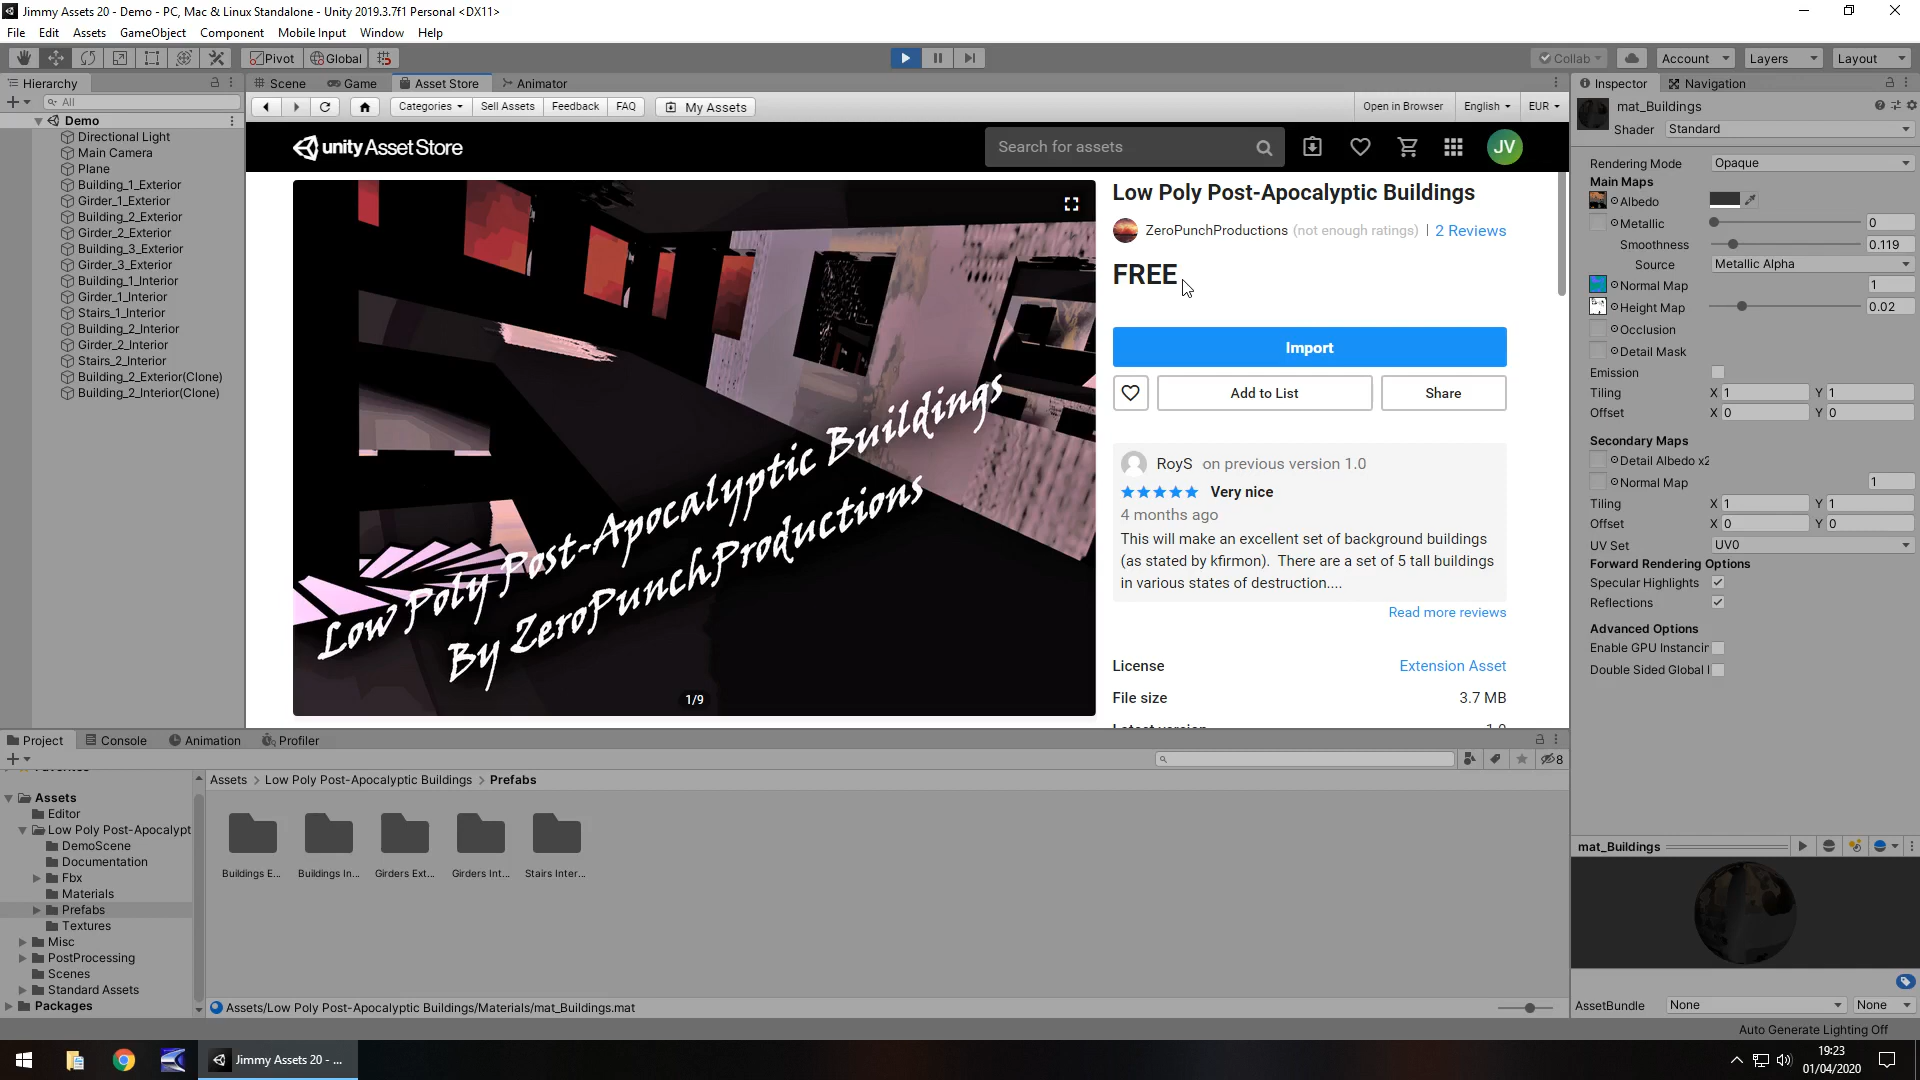 Jimmy Assets 20 - Demo - PC, Mac & Linux Standalone - Unity 2019.3.7f1 Personal <DX11>
File Edit Assets GameObject Component Mobile Input Window Help
Pivot Global Collab Account Layers Layout
Hierarchy
All
Demo
Directional Light
Main Camera
Plane
Building_1_Exterior
Girder_1_Exterior
Building_2_Exterior
Girder_2_Exterior
Building_3_Exterior
Girder_3_Exterior
Building_1_Interior
Girder_1_Interior
Stairs_1_Interior
Building_2_Interior
Girder_2_Interior
Stairs_2_Interior
Building_2_Exterior(Clone)
Building_2_Interior(Clone)
Scene Game Asset Store Animator
Categories Sell Assets Feedback FAQ My Assets Open in Browser English EUR
unity Asset Store Search for assets JV
Low Poly Post-Apocalyptic Buildings
By ZeroPunchProductions
1/9
Low Poly Post-Apocalyptic Buildings
ZeroPunchProductions (not enough ratings) | 2 Reviews
FREE
Import
Add to List Share
RoyS on previous version 1.0
Very nice
4 months ago
This will make an excellent set of background buildings
(as stated by kfirmon). There are a set of 5 tall buildings
in various states of destruction....
Read more reviews
License Extension Asset
File size 3.7 MB
Latest version 1.0
Inspector Navigation
mat_Buildings
Shader Standard
Rendering Mode Opaque
Main Maps
Albedo
Metallic 0
Smoothness 0.119
Source Metallic Alpha
Normal Map 1
Height Map 0.02
Occlusion
Detail Mask
Emission
Tiling X 1 Y 1
Offset X 0 Y 0
Secondary Maps
Detail Albedo x2
Normal Map 1
Tiling X 1 Y 1
Offset X 0 Y 0
UV Set UV0
Forward Rendering Options
Specular Highlights
Reflections
Advanced Options
Enable GPU Instancin
Double Sided Global I
mat_Buildings
AssetBundle None None
Project Console Animation Profiler
8
Assets
Editor
Low Poly Post-Apocalypt
DemoScene
Documentation
Fbx
Materials
Prefabs
Textures
Misc
PostProcessing
Scenes
Standard Assets
Packages
Assets > Low Poly Post-Apocalyptic Buildings > Prefabs
Buildings E... Buildings In... Girders Ext... Girders Int... Stairs Inter...
Assets/Low Poly Post-Apocalyptic Buildings/Materials/mat_Buildings.mat
Auto Generate Lighting Off
Jimmy Assets 20 - ...
19:23
01/04/2020